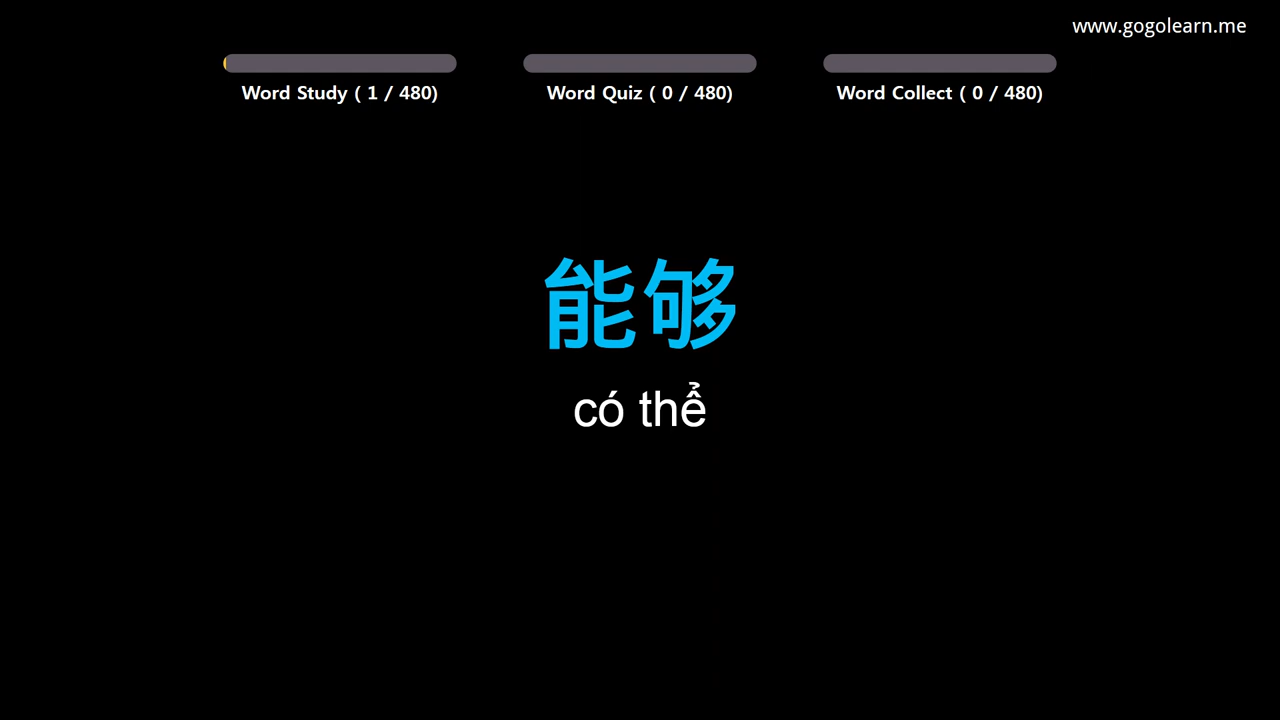 www.gogolearn.me
Word Study ( 1 / 480)
Word Quiz ( 0 / 480)
Word Collect ( 0 / 480)
能够
có thể